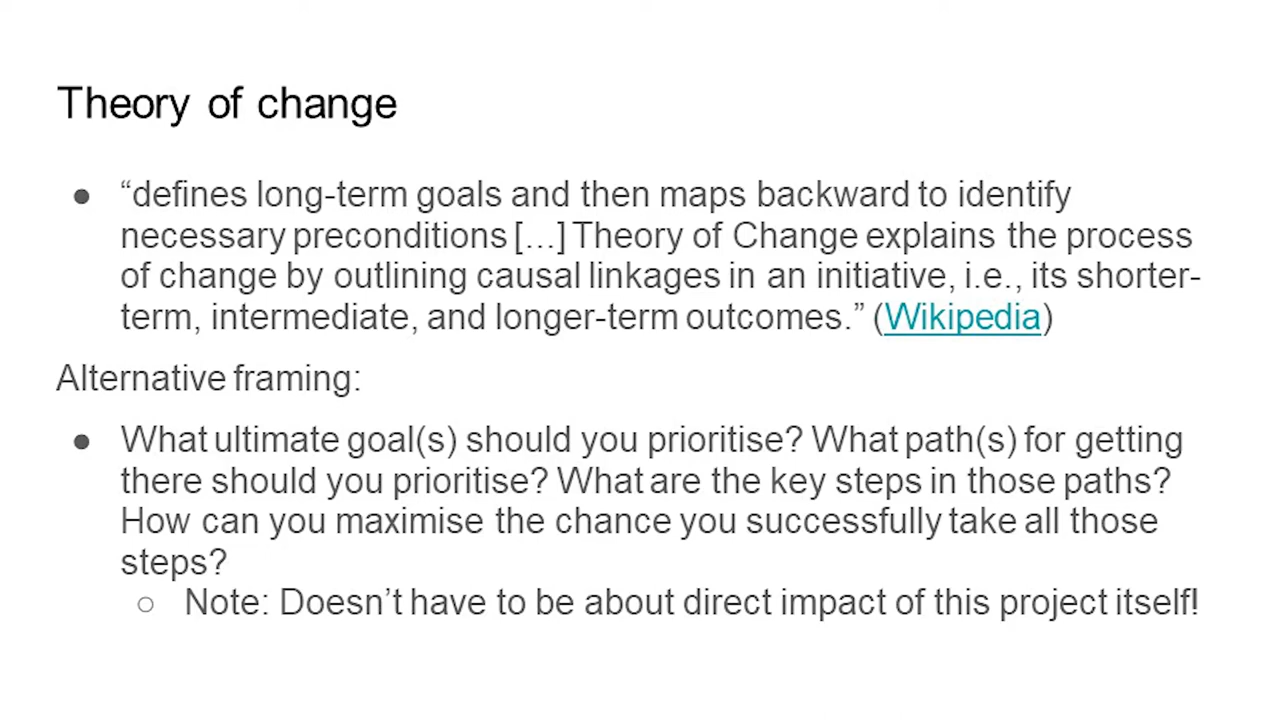 Theory of change
● “defines long-term goals and then maps backward to identify
necessary preconditions [...] Theory of Change explains the process
of change by outlining causal linkages in an initiative, i.e., its shorter-
term, intermediate, and longer-term outcomes.” (Wikipedia)
Alternative framing:
● What ultimate goal(s) should you prioritise? What path(s) for getting
there should you prioritise? What are the key steps in those paths?
How can you maximise the chance you successfully take all those
steps?
○ Note: Doesn’t have to be about direct impact of this project itself!